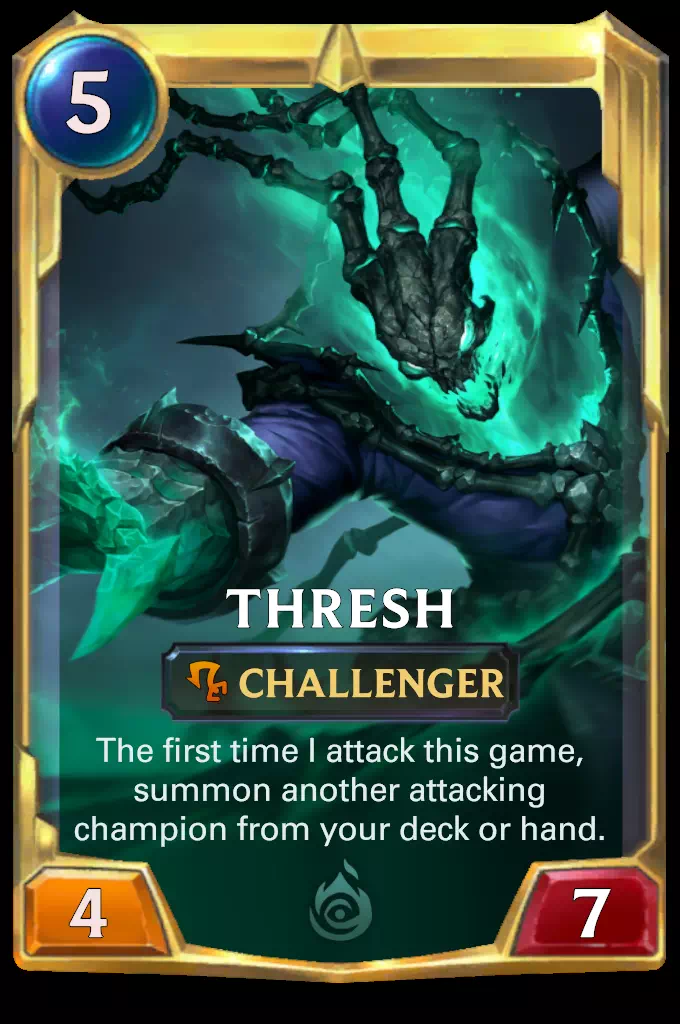 5
THRESH
CHALLENGER
The first time I attack this game,
summon another attacking
champion from your deck or hand.
4
7